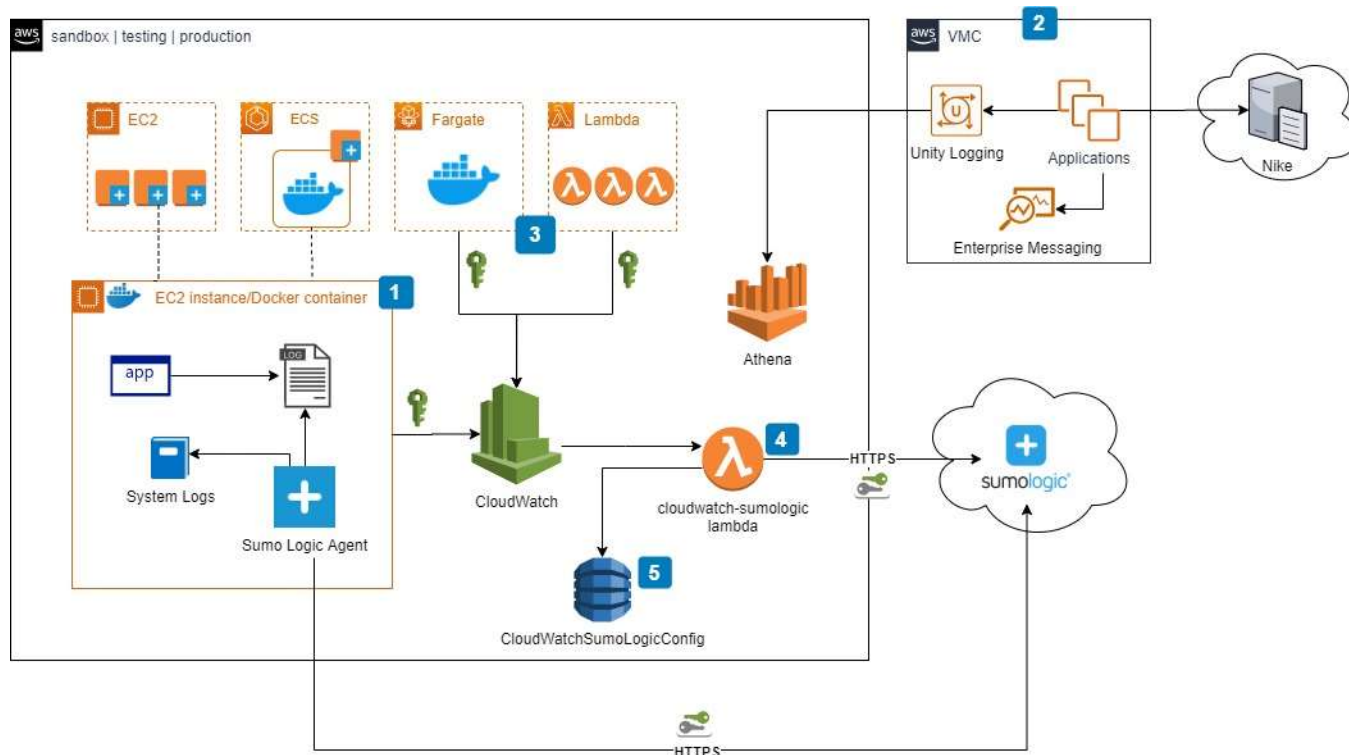 aws
sandbox | testing | production
aws
VMC
2
EC2
ECS
Fargate
Lambda
U
Unity Logging
Applications
Nike
3
Enterprise Messaging
EC2 instance/Docker container
1
Athena
app
LOG
System Logs
Sumo Logic Agent
CloudWatch
4
cloudwatch-sumologic
lambda
HTTPS
sumologic
5
CloudWatchSumoLogicConfig
HTTPS